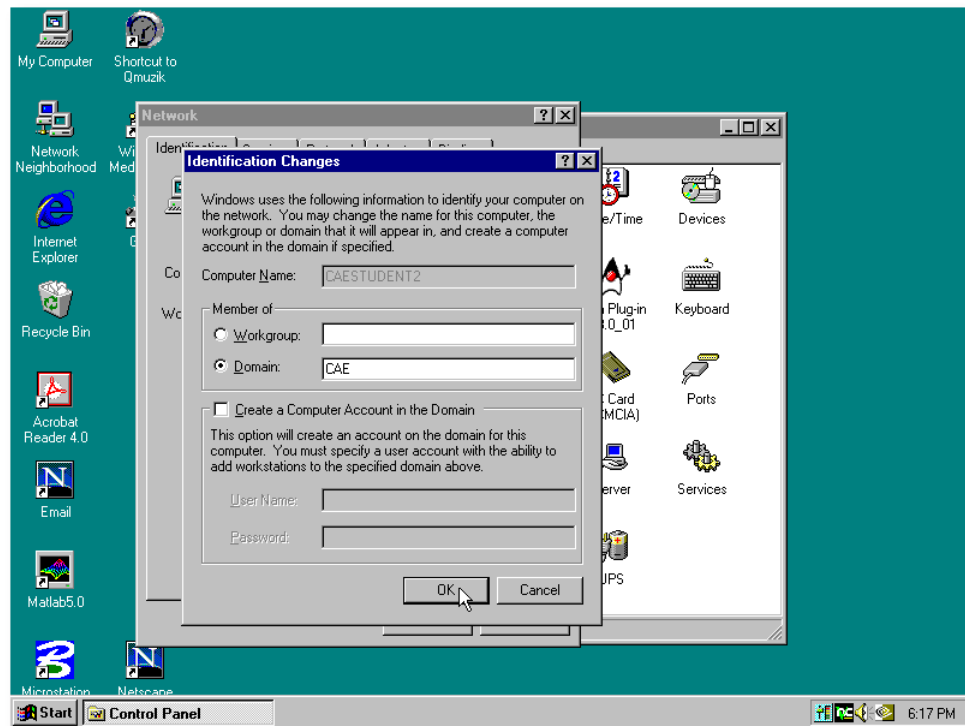 My Computer
Shortcut to
Qmuzik
Network
Neighborhood
Internet
Explorer
Recycle Bin
Acrobat
Reader 4.0
Email
Matlab5.0
Microstation
Netscape
Network
Identification
Identification Changes
Windows uses the following information to identify your computer on
the network. You may change the name for this computer, the
workgroup or domain that it will appear in, and create a computer
account in the domain if specified.
Computer Name:
CAESTUDENT2
Member of
Workgroup:
Domain:
CAE
Create a Computer Account in the Domain
This option will create an account on the domain for this
computer. You must specify a user account with the ability to
add workstations to the specified domain above.
User Name:
Password:
OK
Cancel
e/Time
Devices
Plug-in
Keyboard
Card
Ports
Services
Start
Control Panel
6:17 PM